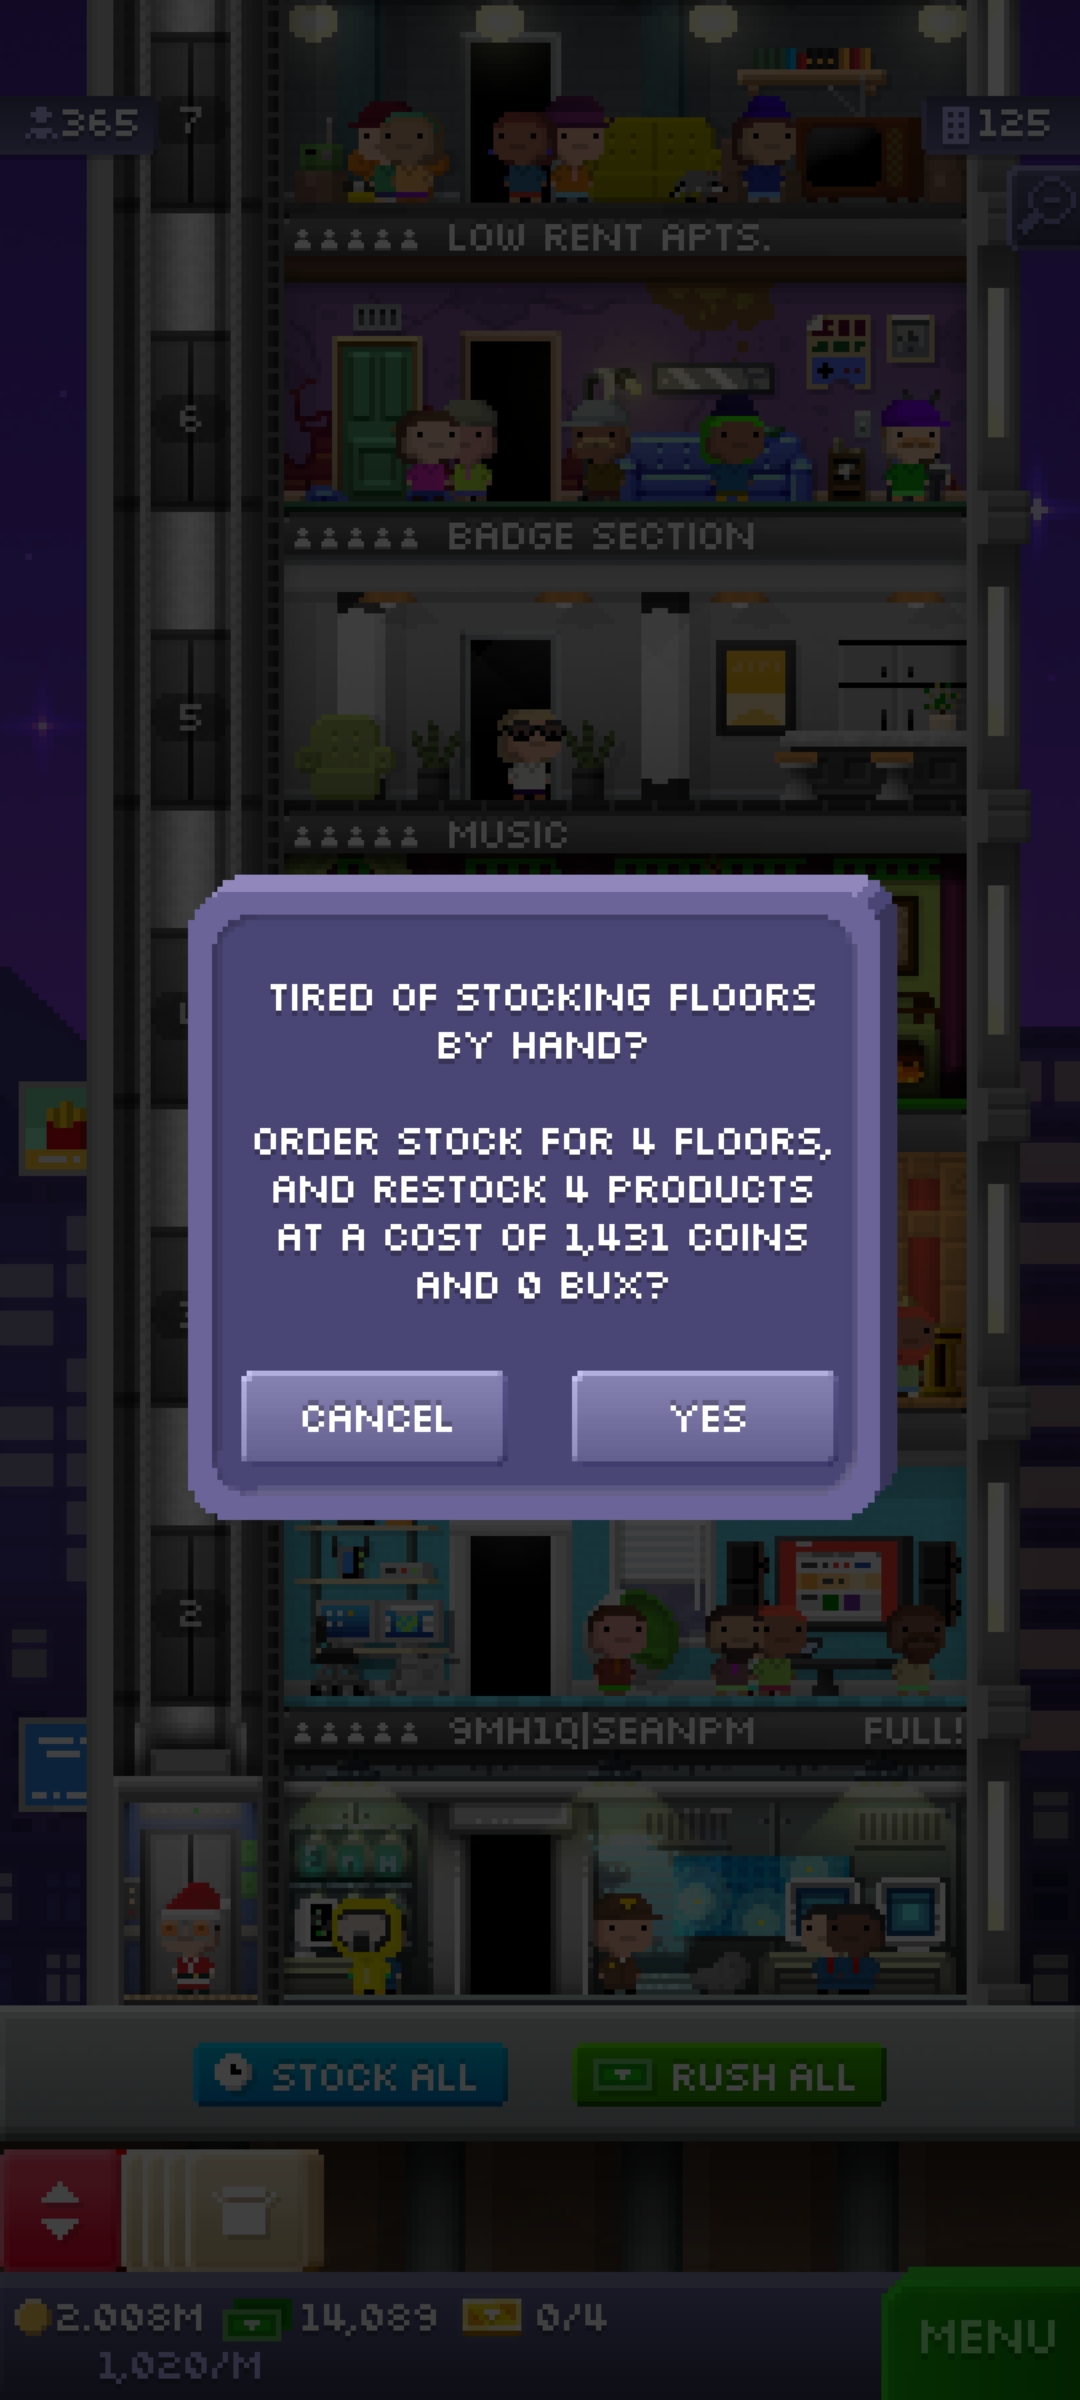 365
7
125
LOW RENT APTS.
6
BADGE SECTION
5
MUSIC
TIRED OF STOCKING FLOORS
BY HAND?
ORDER STOCK FOR 4 FLOORS,
AND RESTOCK 4 PRODUCTS
AT A COST OF 1,431 COINS
AND 0 BUX?
CANCEL
YES
2
9MH1Q|SEANPM
FULL!
STOCK ALL
RUSH ALL
2.008M
14,089
0/4
1,020/M
MENU